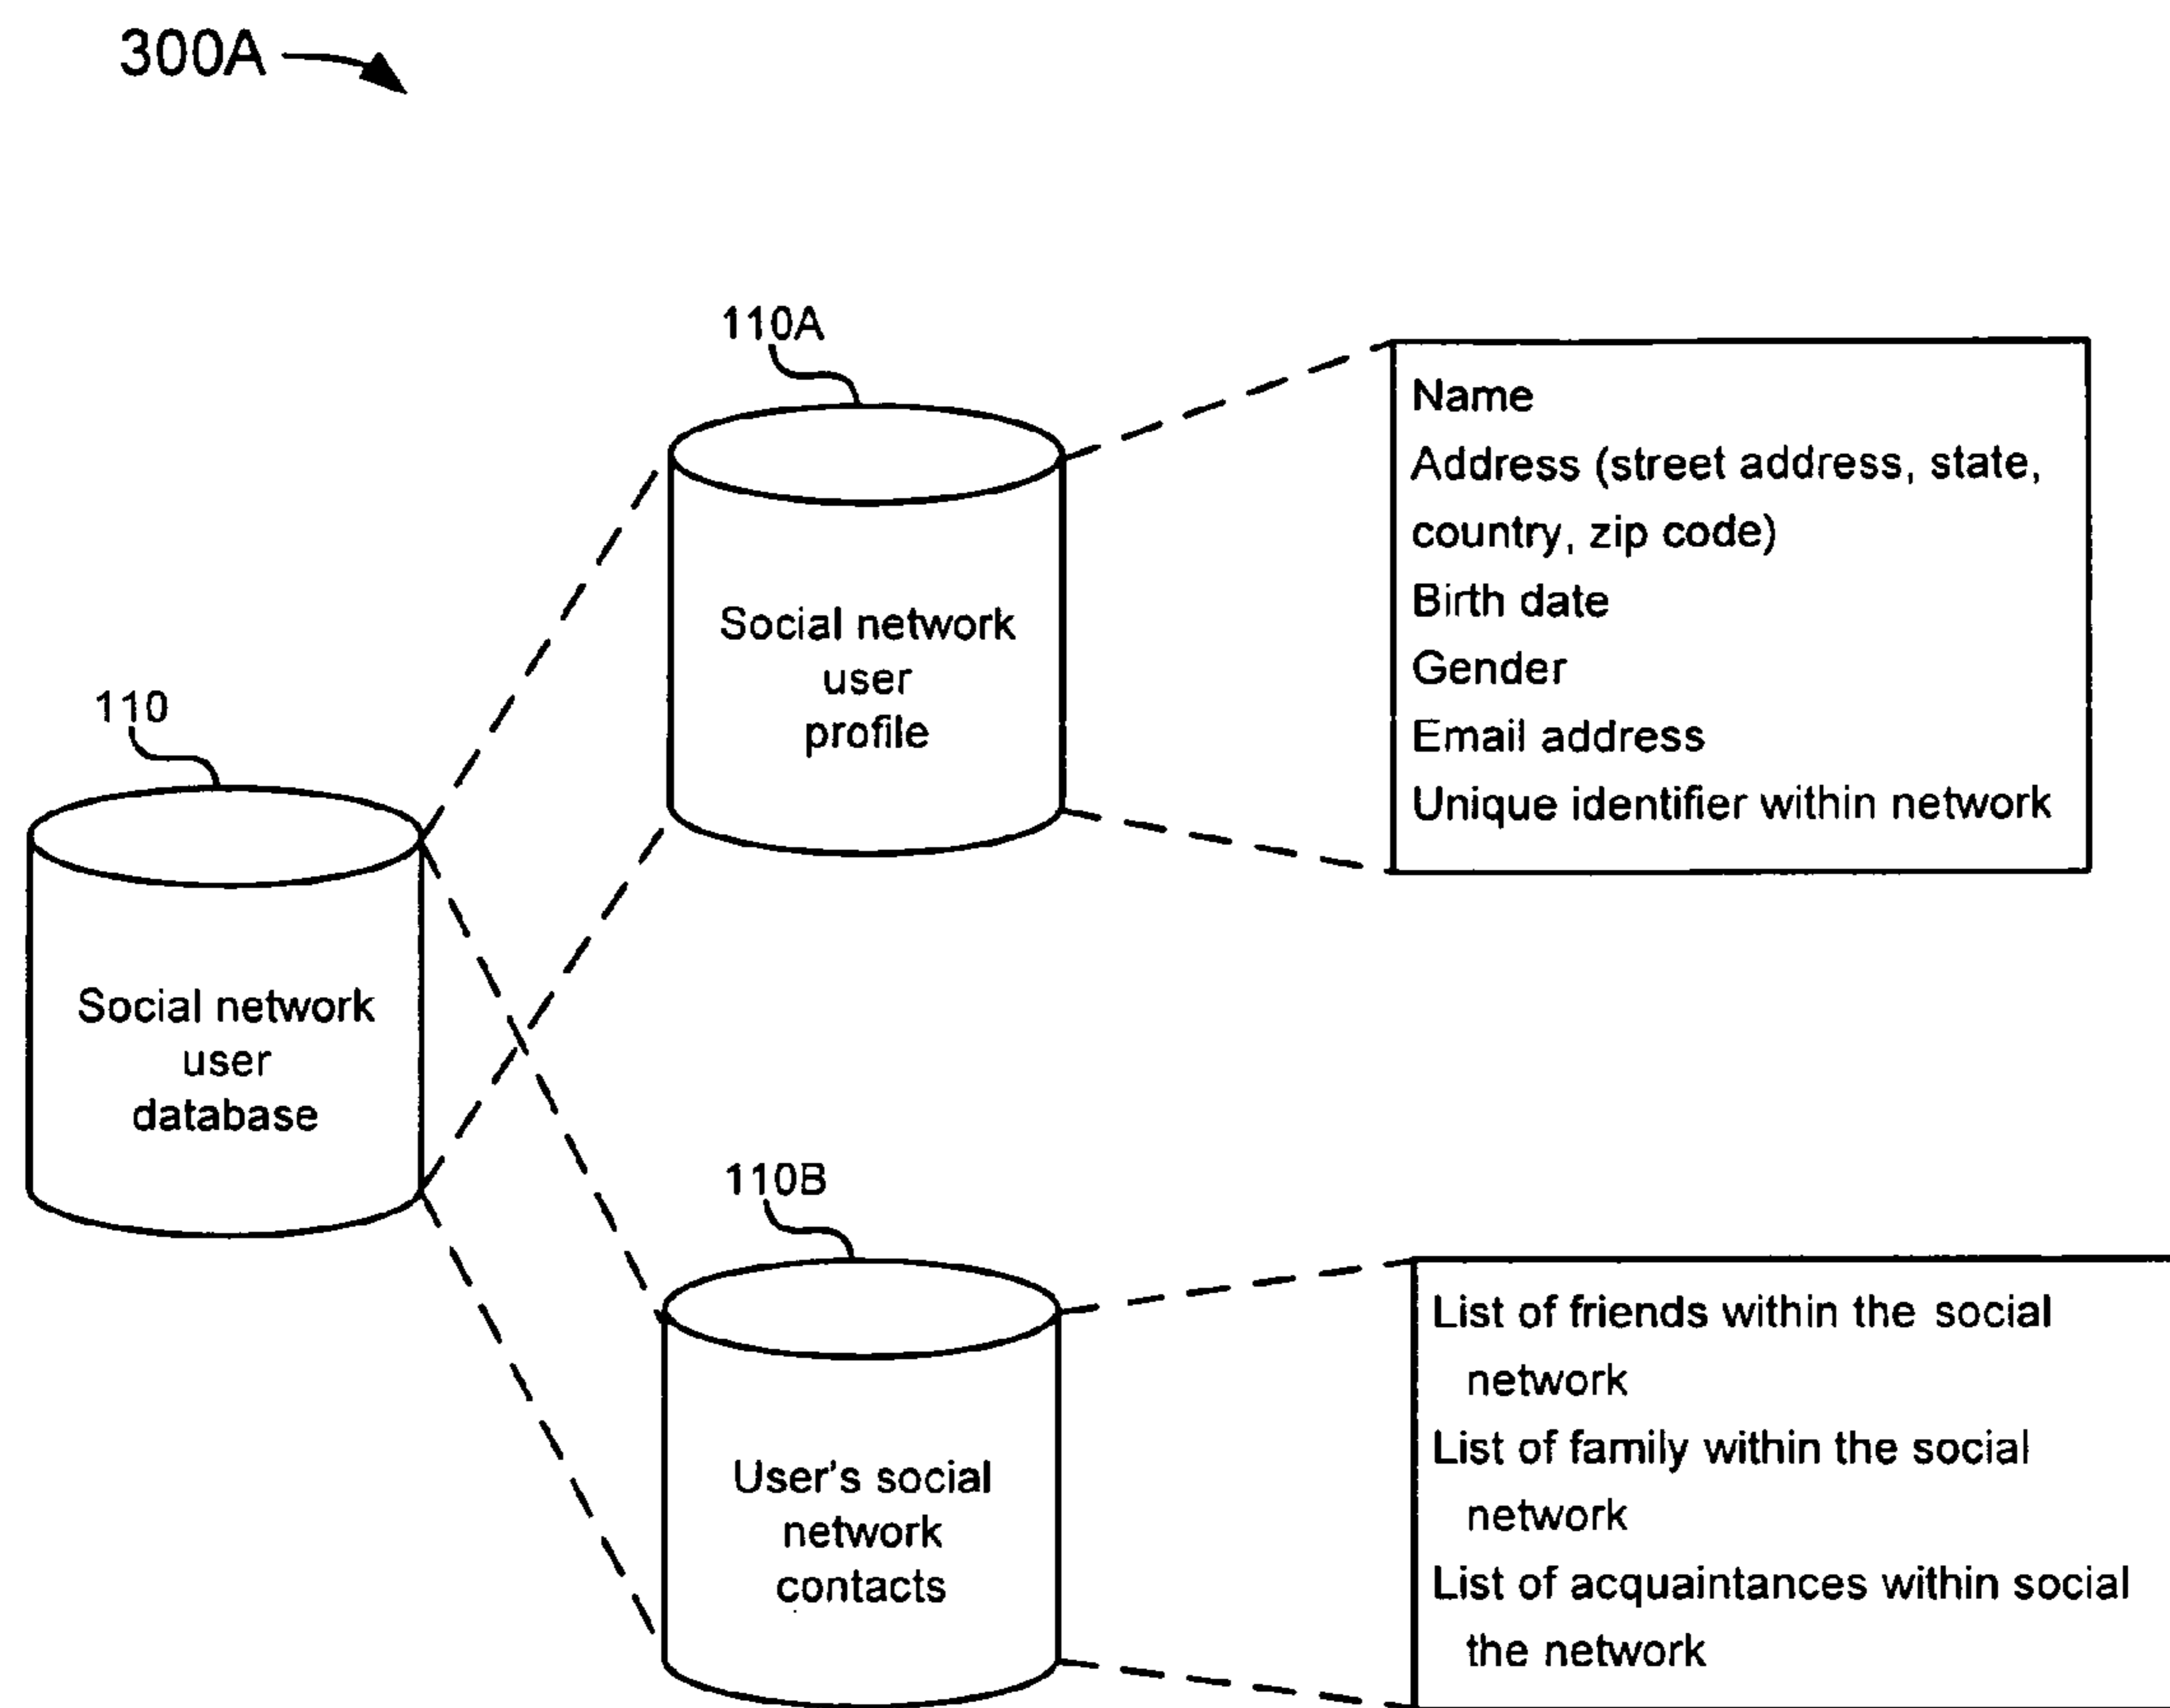 300A
110A
Social network
user
profile
Name
Address (street address, state,
country, zip code)
Birth date
Gender
Email address
Unique identifier within network
110
Social network
user
database
110B
User's social
network
contacts
List of friends within the social
network
List of family within the social
network
List of acquaintances within social
the network